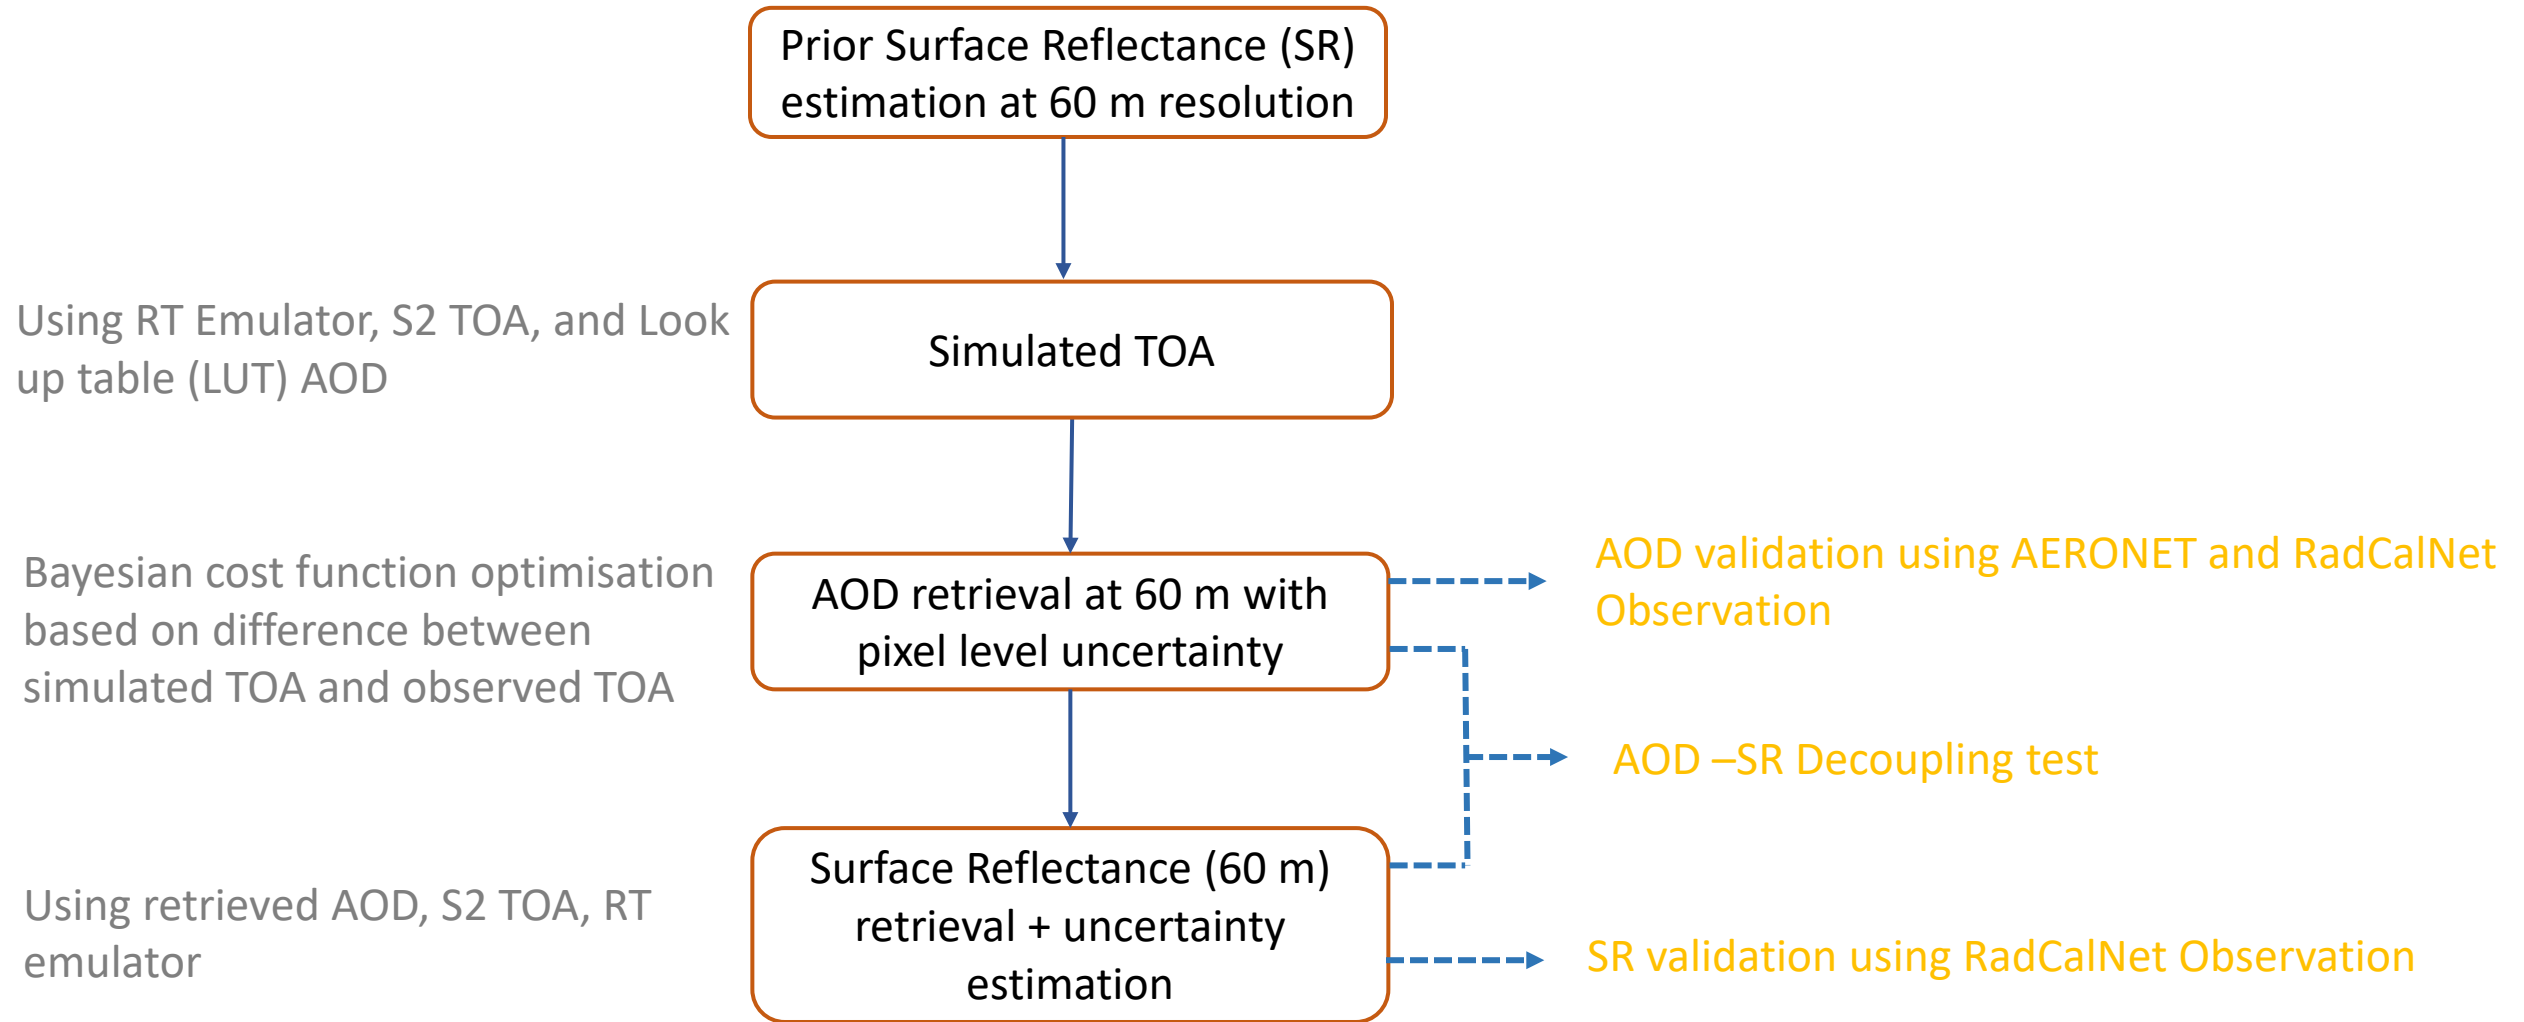 Prior Surface Reflectance (SR)
estimation at 60 m resolution
Using RT Emulator, S2 TOA, and Look
up table (LUT) AOD
Simulated TOA
Bayesian cost function optimisation
based on difference between
simulated TOA and observed TOA
AOD retrieval at 60 m with
pixel level uncertainty
AOD validation using AERONET and RadCalNet
Observation
AOD –SR Decoupling test
Using retrieved AOD, S2 TOA, RT
emulator
Surface Reflectance (60 m)
retrieval + uncertainty
estimation
SR validation using RadCalNet Observation